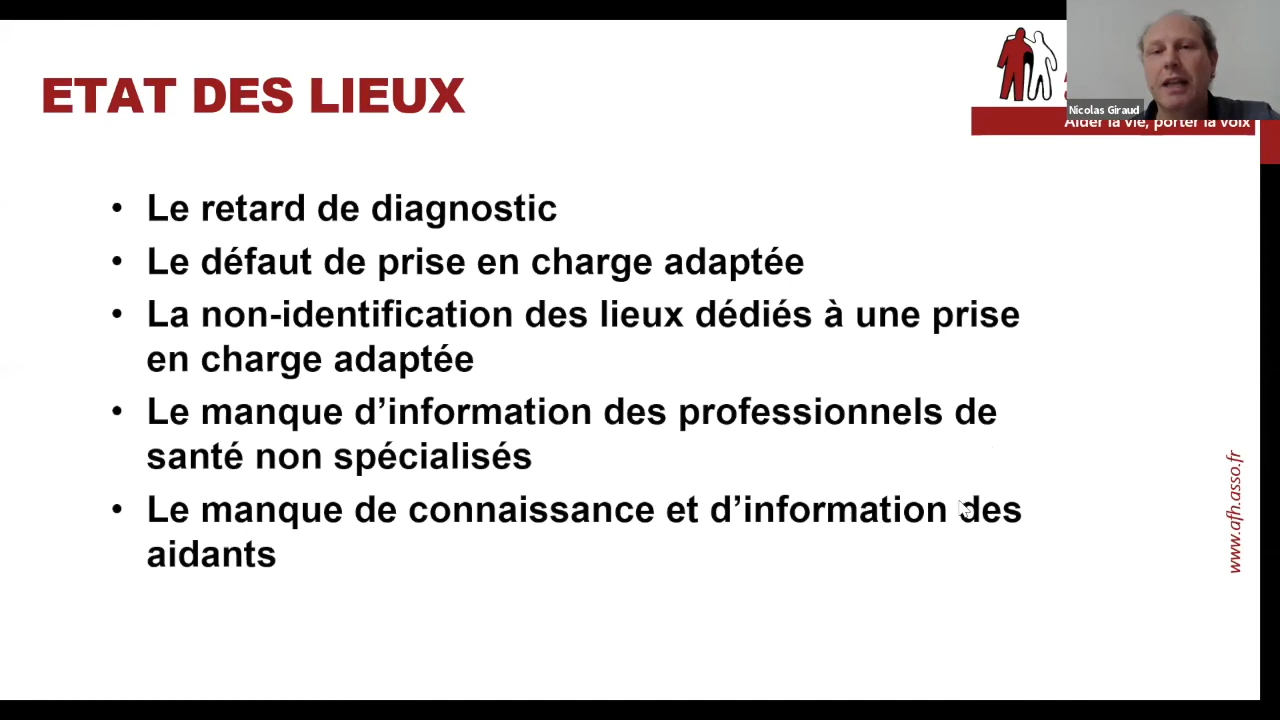 ETAT DES LIEUX
Nicolas Giraud
Aider la vie, porter la voix
• Le retard de diagnostic
• Le défaut de prise en charge adaptée
• La non-identification des lieux dédiés à une prise
en charge adaptée
• Le manque d’information des professionnels de
santé non spécialisés
• Le manque de connaissance et d’information des
aidants
www.afh.asso.fr